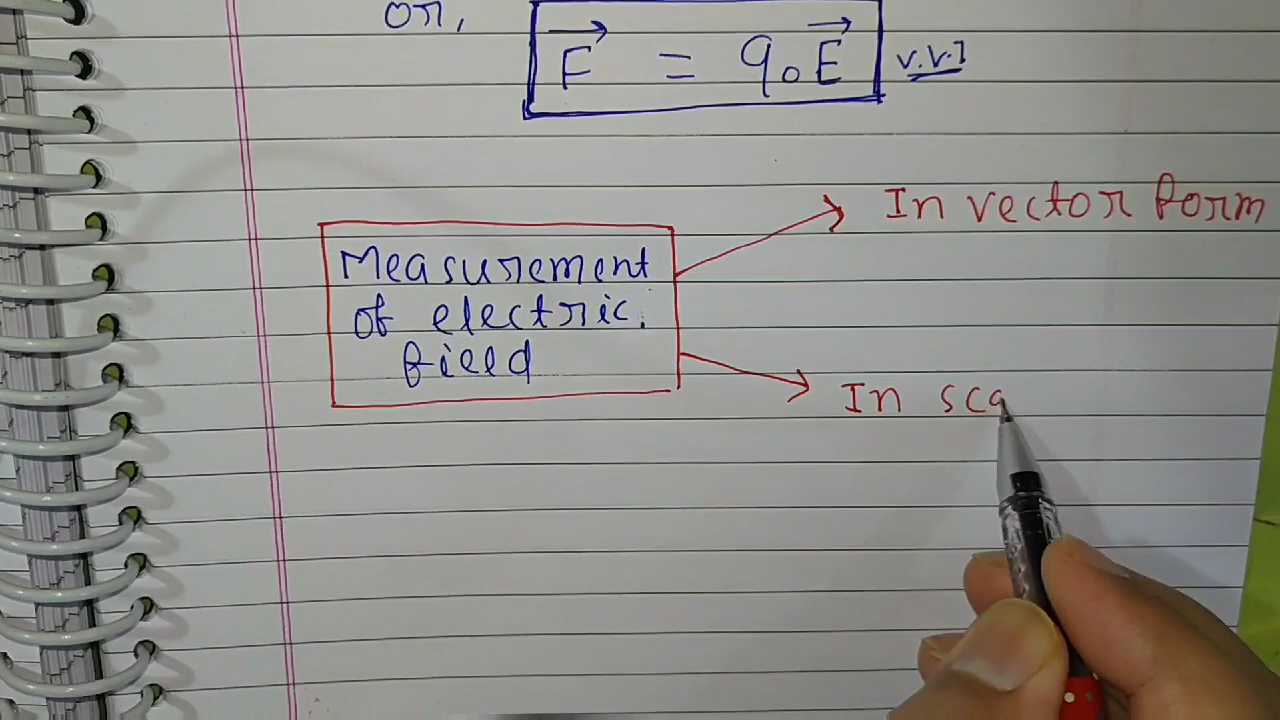 or,
F = q₀E v.v.I
In vector form
Measurement
of electric.
field
In sca